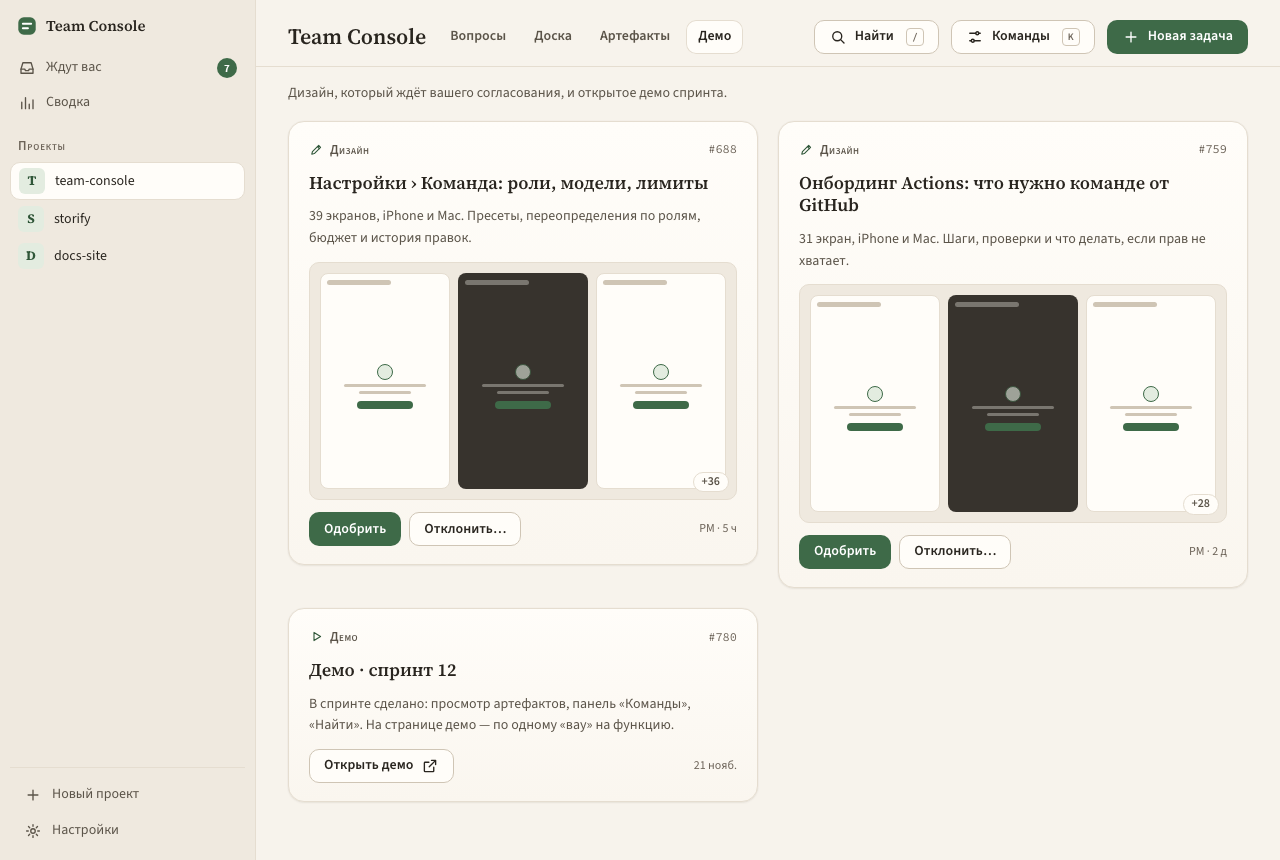 Team Console
Ждут вас
7
Сводка
Проекты
T
team-console
S
storify
D
docs-site
Новый проект
Настройки
Team Console
Вопросы
Доска
Артефакты
Демо
Найти
/
Команды
K
Новая задача
Дизайн, который ждёт вашего согласования, и открытое демо спринта.
Дизайн
#688
Настройки › Команда: роли, модели, лимиты
39 экранов, iPhone и Mac. Пресеты, переопределения по ролям,
бюджет и история правок.
+36
Одобрить
Отклонить…
PM · 5 ч
Дизайн
#759
Онбординг Actions: что нужно команде от
GitHub
31 экран, iPhone и Mac. Шаги, проверки и что делать, если прав не
хватает.
+28
Одобрить
Отклонить…
PM · 2 д
Демо
#780
Демо · спринт 12
В спринте сделано: просмотр артефактов, панель «Команды»,
«Найти». На странице демо — по одному «вау» на функцию.
Открыть демо
21 нояб.